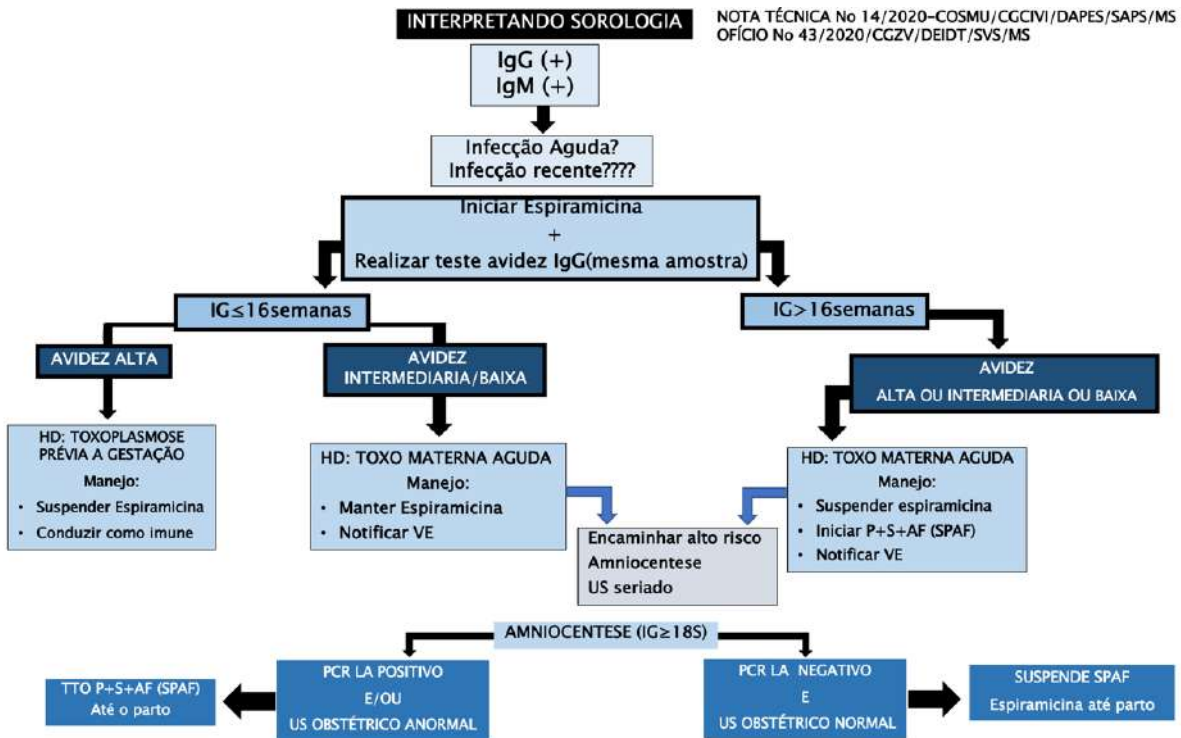 INTERPRETANDO SOROLOGIA
NOTA TÉCNICA No 14/2020-COSMU/CGCIVI/DAPES/SAPS/MS
OFÍCIO No 43/2020/CGZV/DEIDT/SVS/MS
IgG (+)
IgM (+)
Infecção Aguda?
Infecção recente????
Iniciar Espiramicina
+
Realizar teste avidez IgG(mesma amostra)
IG≤16semanas
IG>16semanas
AVIDEZ ALTA
AVIDEZ
INTERMEDIARIA/BAIXA
AVIDEZ
ALTA OU INTERMEDIARIA OU BAIXA
HD: TOXOPLASMOSE
PRÉVIA A GESTAÇÃO
Manejo:
• Suspender Espiramicina
• Conduzir como imune
HD: TOXO MATERNA AGUDA
Manejo:
• Manter Espiramicina
• Notificar VE
HD: TOXO MATERNA AGUDA
Manejo:
• Suspender espiramicina
• Iniciar P+S+AF (SPAF)
• Notificar VE
Encaminhar alto risco
Amniocentese
US seriado
AMNIOCENTESE (IG≥18S)
TTO P+S+AF (SPAF)
Até o parto
PCR LA POSITIVO
E/OU
US OBSTÉTRICO ANORMAL
PCR LA NEGATIVO
E
US OBSTÉTRICO NORMAL
SUSPENDE SPAF
Espiramicina até parto